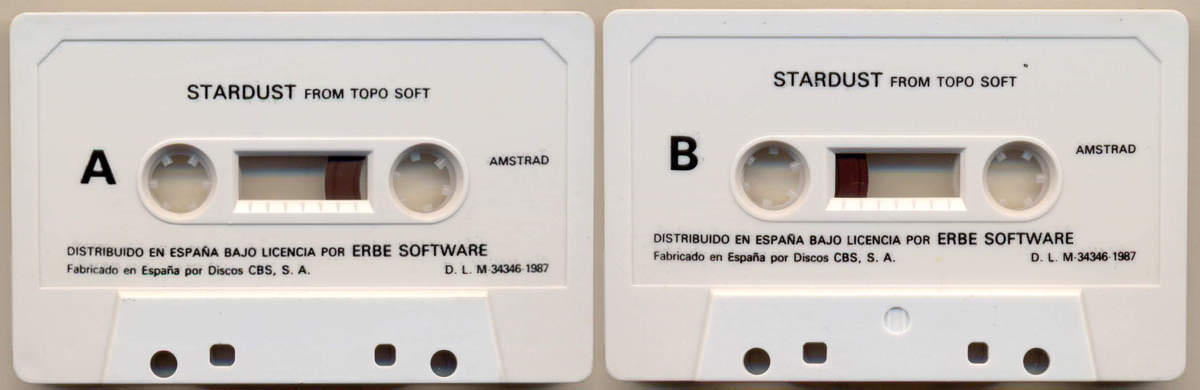 STARDUST FROM TOPO SOFT
A
AMSTRAD
DISTRIBUIDO EN ESPAÑA BAJO LICENCIA POR ERBE SOFTWARE
Fabricado en España por Discos CBS, S. A. D. L. M-34346-1987
STARDUST FROM TOPO SOFT
B
AMSTRAD
DISTRIBUIDO EN ESPAÑA BAJO LICENCIA POR ERBE SOFTWARE
Fabricado en España por Discos CBS, S. A. D. L. M-34346-1987